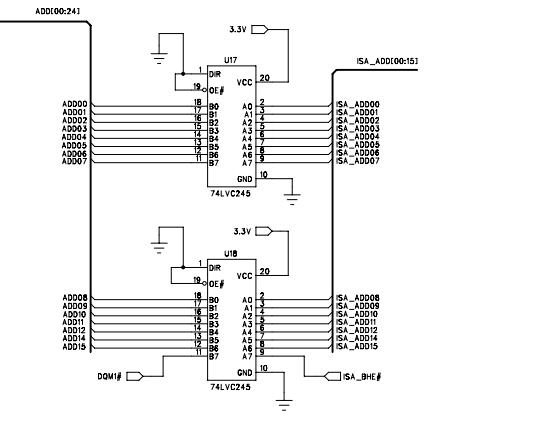 ADD[00:24]
3.3V
U17
ISA_ADD[00:15]
1 DIR
VCC 20
19 OE#
ADD00 18 B0 A0 2 ISA_ADD00
ADD01 17 B1 A1 3 ISA_ADD01
ADD02 16 B2 A2 4 ISA_ADD02
ADD03 15 B3 A3 5 ISA_ADD03
ADD04 14 B4 A4 6 ISA_ADD04
ADD05 13 B5 A5 7 ISA_ADD05
ADD06 12 B6 A6 8 ISA_ADD06
ADD07 11 B7 A7 9 ISA_ADD07
GND 10
74LVC245
3.3V
U18
1 DIR
VCC 20
19 OE#
ADD08 18 B0 A0 2 ISA_ADD08
ADD09 17 B1 A1 3 ISA_ADD09
ADD10 16 B2 A2 4 ISA_ADD10
ADD11 15 B3 A3 5 ISA_ADD11
ADD12 14 B4 A4 6 ISA_ADD12
ADD14 13 B5 A5 7 ISA_ADD14
ADD15 12 B6 A6 8 ISA_ADD15
11 B7 A7 9
DQM1# GND 10 ISA_BHE#
74LVC245